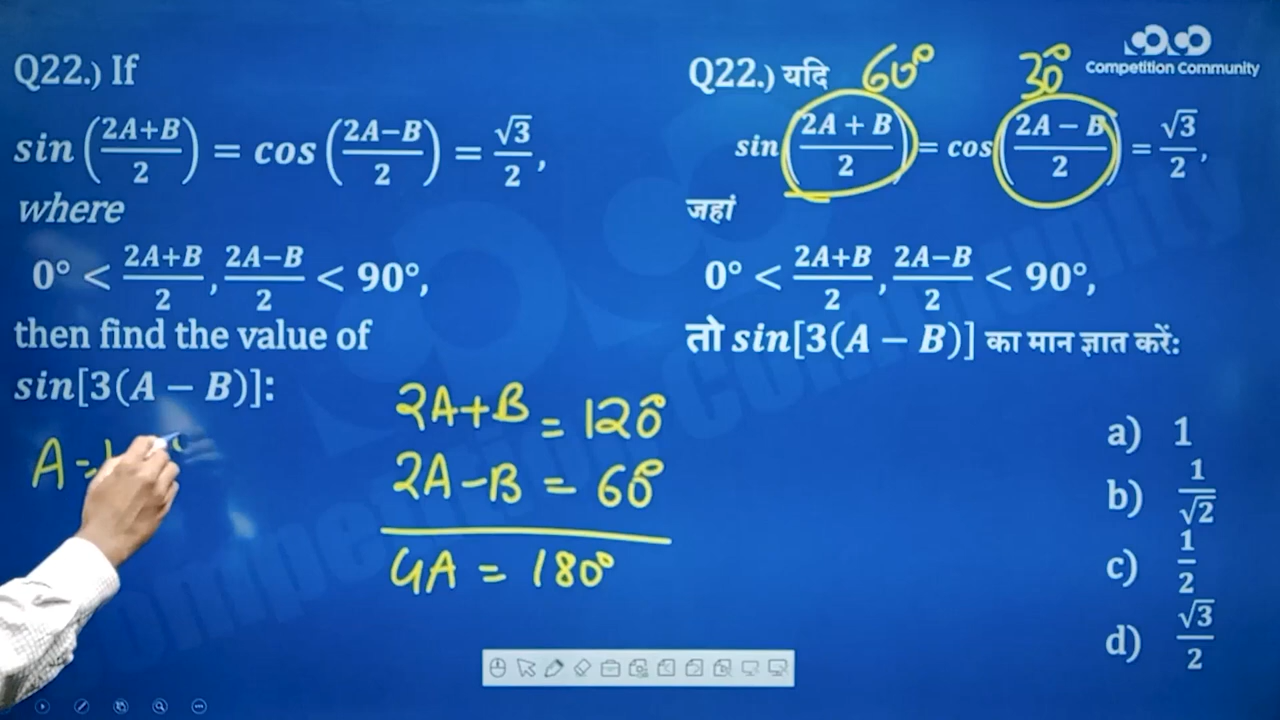 Q22.) If
sin (2A+B/2) = cos (2A−B/2) = √3/2,
where
0° < 2A+B/2, 2A−B/2 < 90°,
then find the value of
sin[3(A − B)]:
A =
2A+B = 120°
2A−B = 60°
4A = 180°
Competition Community
60° 30°
Q22.) यदि
sin (2A + B/2) = cos (2A − B/2) = √3/2,
जहां
0° < 2A+B/2, 2A−B/2 < 90°,
तो sin[3(A − B)] का मान ज्ञात करें:
a) 1
b) 1/√2
c) 1/2
d) √3/2